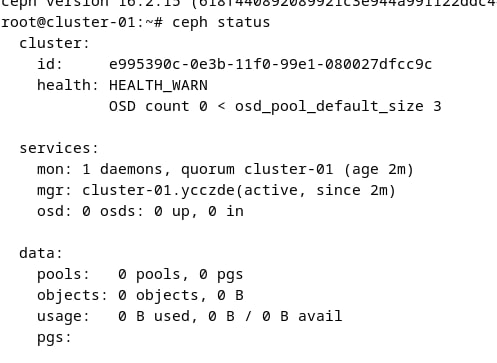 ceph version 16.2.15
root@cluster-01:~# ceph status
  cluster:
    id:     e995390c-0e3b-11f0-99e1-080027dfcc9c
    health: HEALTH_WARN
            OSD count 0 < osd_pool_default_size 3

  services:
    mon: 1 daemons, quorum cluster-01 (age 2m)
    mgr: cluster-01.ycczde(active, since 2m)
    osd: 0 osds: 0 up, 0 in

  data:
    pools:   0 pools, 0 pgs
    objects: 0 objects, 0 B
    usage:   0 B used, 0 B / 0 B avail
    pgs: